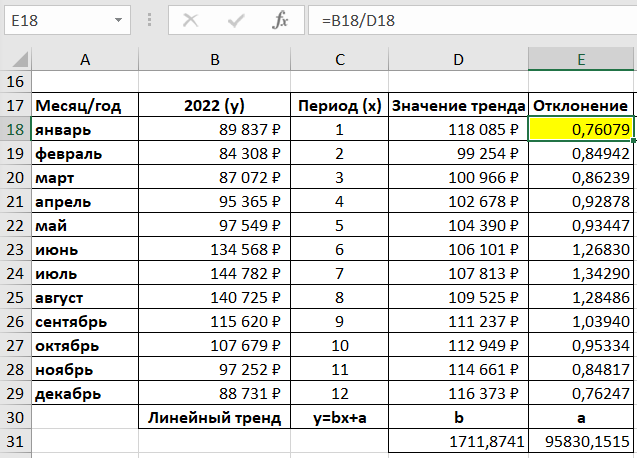 E18 fx =B18/D18
A B C D E
16
17 Месяц/год 2022 (y) Период (x) Значение тренда Отклонение
18 январь 89 837 ₽ 1 118 085 ₽ 0,76079
19 февраль 84 308 ₽ 2 99 254 ₽ 0,84942
20 март 87 072 ₽ 3 100 966 ₽ 0,86239
21 апрель 95 365 ₽ 4 102 678 ₽ 0,92878
22 май 97 549 ₽ 5 104 390 ₽ 0,93447
23 июнь 134 568 ₽ 6 106 101 ₽ 1,26830
24 июль 144 782 ₽ 7 107 813 ₽ 1,34290
25 август 140 725 ₽ 8 109 525 ₽ 1,28486
26 сентябрь 115 620 ₽ 9 111 237 ₽ 1,03940
27 октябрь 107 679 ₽ 10 112 949 ₽ 0,95334
28 ноябрь 97 252 ₽ 11 114 661 ₽ 0,84817
29 декабрь 88 731 ₽ 12 116 373 ₽ 0,76247
30 Линейный тренд y=bx+a b a
31 1711,8741 95830,1515